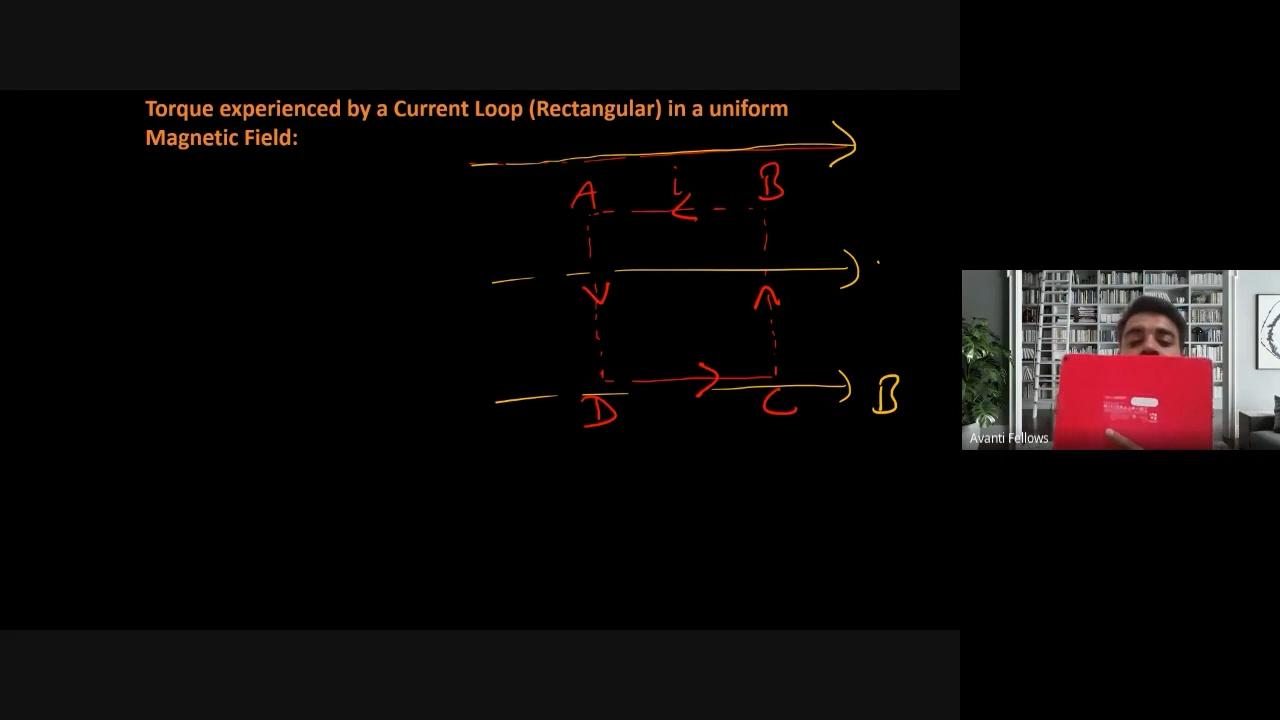 Torque experienced by a Current Loop (Rectangular) in a uniform
Magnetic Field:
A i B
D C B
Avanti Fellows